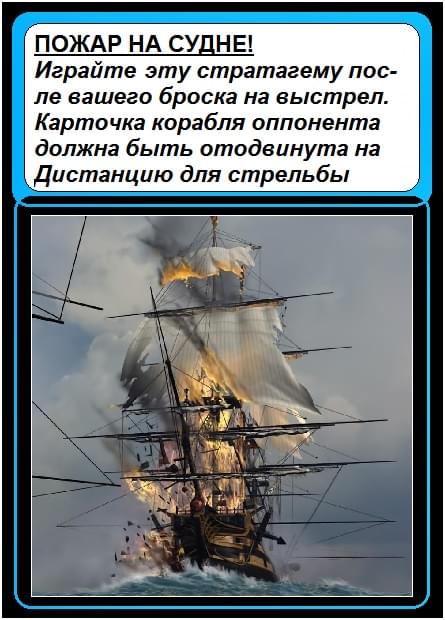 ПОЖАР НА СУДНЕ!
Играйте эту стратагему пос-
ле вашего броска на выстрел.
Карточка корабля оппонента
должна быть отодвинута на
Дистанцию для стрельбы